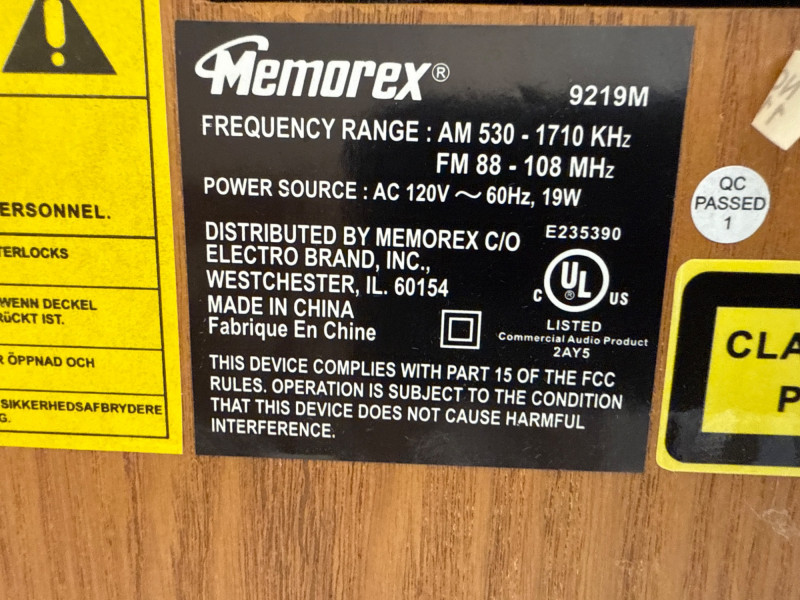 ERSONNEL.
TERLOCKS
WENN DECKEL
RÜCKT IST.
R ÖPPNAD OCH
SIKKERHEDSAFBRYDERE
G.
Memorex®
9219M
FREQUENCY RANGE : AM 530 - 1710 KHz
FM 88 - 108 MHz
POWER SOURCE : AC 120V ~ 60Hz, 19W
DISTRIBUTED BY MEMOREX C/O
ELECTRO BRAND, INC.,
WESTCHESTER, IL. 60154
MADE IN CHINA
Fabrique En Chine
E235390
C UL ® US
LISTED
Commercial Audio Product
2AY5
THIS DEVICE COMPLIES WITH PART 15 OF THE FCC
RULES. OPERATION IS SUBJECT TO THE CONDITION
THAT THIS DEVICE DOES NOT CAUSE HARMFUL
INTERFERENCE.
QC
PASSED
1
CLA
P